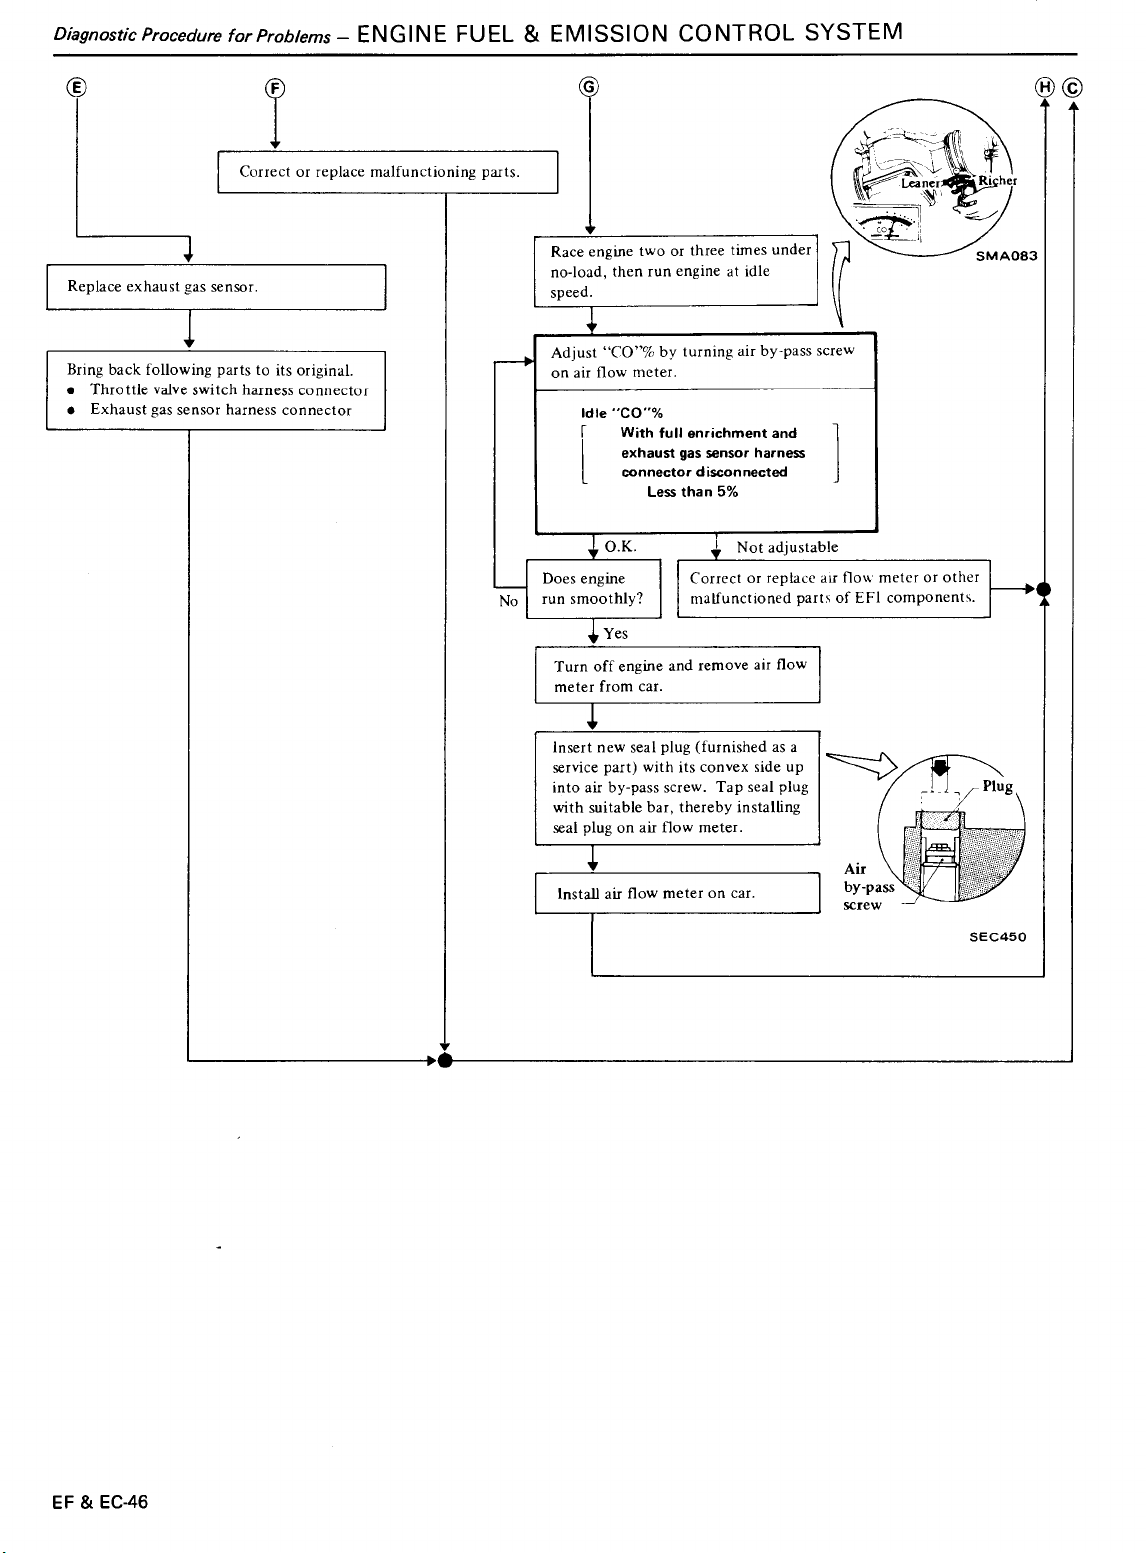 Diagnostic Procedure for Problems – ENGINE FUEL & EMISSION CONTROL SYSTEM
E
F
G
H C
Correct or replace malfunctioning parts.
Leaner Richer
CO
SMA083
Race engine two or three times under
no-load, then run engine at idle
speed.
Replace exhaust gas sensor.
Bring back following parts to its original.
• Throttle valve switch harness connector
• Exhaust gas sensor harness connector
Adjust "CO"% by turning air by-pass screw
on air flow meter.
Idle "CO"%
With full enrichment and
exhaust gas sensor harness
connector disconnected
Less than 5%
O.K.
Not adjustable
Does engine
run smoothly?
No
Correct or replace air flow meter or other
malfunctioned parts of EFI components.
Yes
Turn off engine and remove air flow
meter from car.
Insert new seal plug (furnished as a
service part) with its convex side up
into air by-pass screw. Tap seal plug
with suitable bar, thereby installing
seal plug on air flow meter.
Plug
Air
by-pass
screw
SEC450
Install air flow meter on car.
EF & EC-46